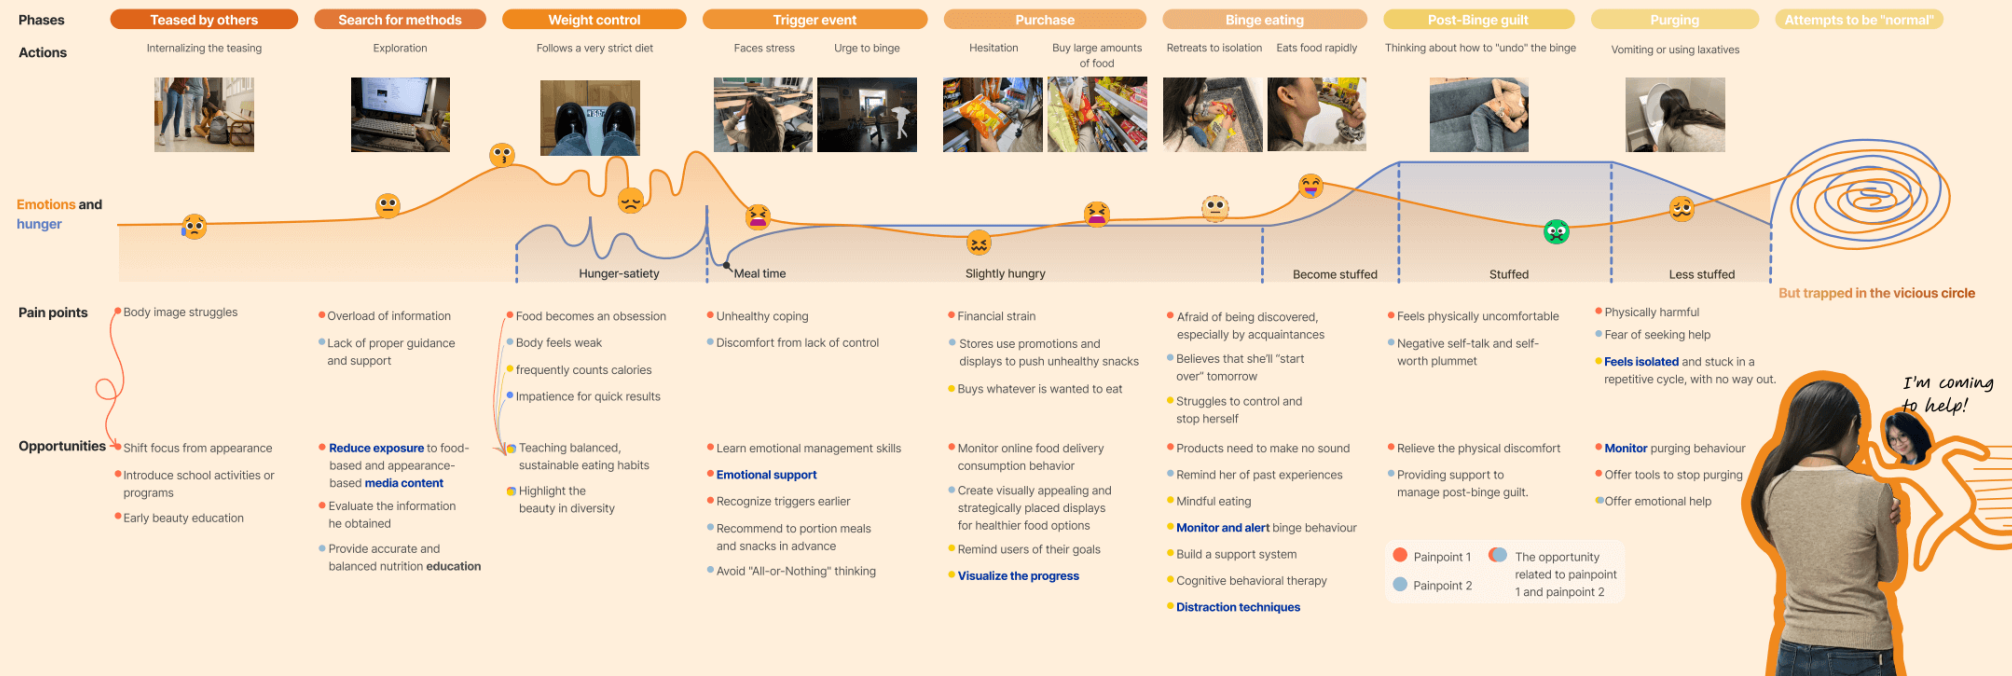 Phases
Teased by others
Search for methods
Weight control
Trigger event
Purchase
Binge eating
Post-Binge guilt
Purging
Attempts to be "normal"
Actions
Internalizing the teasing
Exploration
Follows a very strict diet
Faces stress
Urge to binge
Hesitation
Buy large amounts
of food
Retreats to isolation
Eats food rapidly
Thinking about how to "undo" the binge
Vomiting or using laxatives
Emotions and
hunger
Hunger-satiety
Meal time
Slightly hungry
Become stuffed
Stuffed
Less stuffed
But trapped in the vicious circle
Pain points
Body image struggles
Overload of information
Lack of proper guidance
and support
Food becomes an obsession
Body feels weak
frequently counts calories
Impatience for quick results
Unhealthy coping
Discomfort from lack of control
Financial strain
Stores use promotions and
displays to push unhealthy snacks
Buys whatever is wanted to eat
Afraid of being discovered,
especially by acquaintances
Believes that she'll "start
over" tomorrow
Struggles to control and
stop herself
Feels physically uncomfortable
Negative self-talk and self-
worth plummet
Physically harmful
Fear of seeking help
Feels isolated and stuck in a
repetitive cycle, with no way out.
I'm coming
to help!
Opportunities
Shift focus from appearance
Introduce school activities or
programs
Early beauty education
Reduce exposure to food-
based and appearance-
based media content
Evaluate the information
he obtained
Provide accurate and
balanced nutrition education
Teaching balanced,
sustainable eating habits
Highlight the
beauty in diversity
Learn emotional management skills
Emotional support
Recognize triggers earlier
Recommend to portion meals
and snacks in advance
Avoid "All-or-Nothing" thinking
Monitor online food delivery
consumption behavior
Create visually appealing and
strategically placed displays
for healthier food options
Remind users of their goals
Visualize the progress
Products need to make no sound
Remind her of past experiences
Mindful eating
Monitor and alert binge behaviour
Build a support system
Cognitive behavioral therapy
Distraction techniques
Relieve the physical discomfort
Providing support to
manage post-binge guilt.
Monitor purging behaviour
Offer tools to stop purging
Offer emotional help
Painpoint 1
Painpoint 2
The opportunity
related to painpoint
1 and painpoint 2